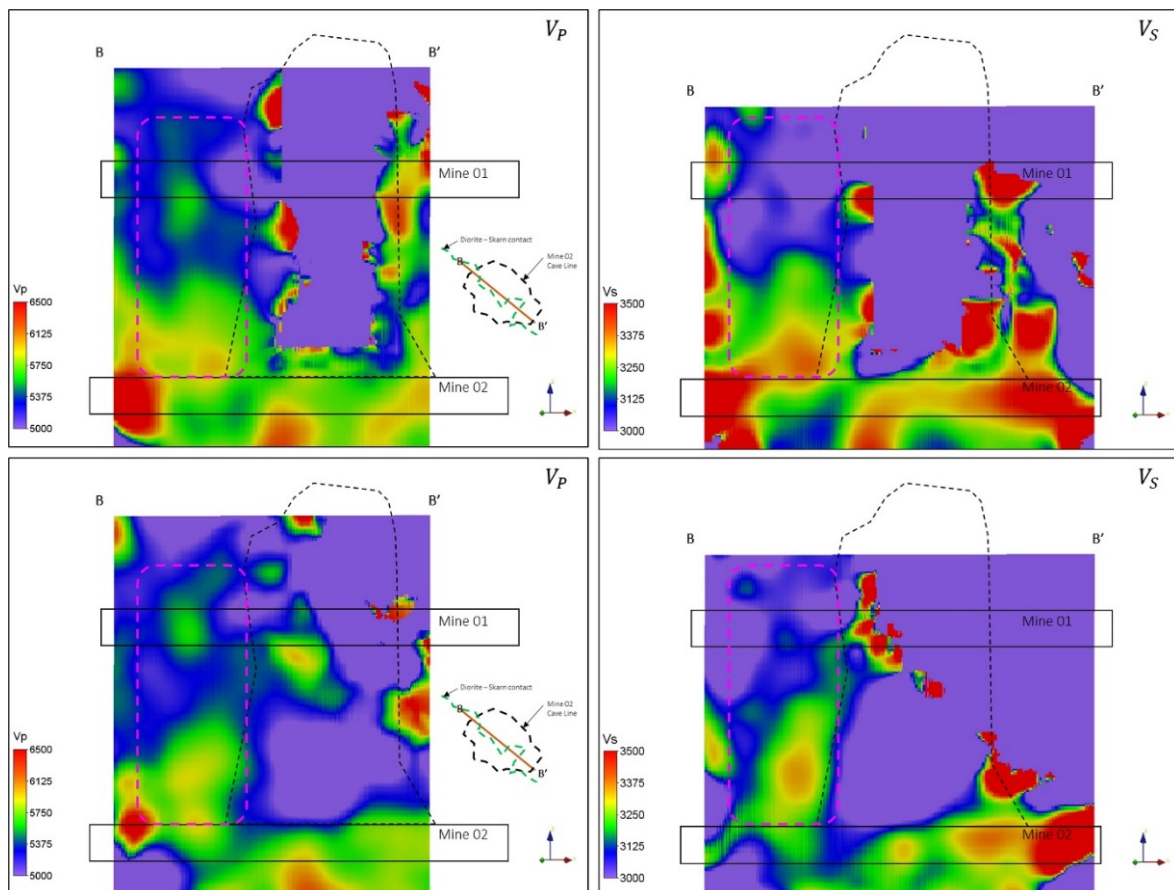 V_P
B
B'
Mine 01
Diorite – Skarn contact
Mine 02
Cave Line
B
B'
Vp
6500
6125
5750
5375
5000
Mine 02
V_S
B
B'
Mine 01
Vs
3500
3375
3250
3125
3000
Mine 02
V_P
B
B'
Mine 01
Diorite – Skarn contact
Mine 02
Cave Line
B
B'
Vp
6500
6125
5750
5375
5000
Mine 02
V_S
B
B'
Mine 01
Vs
3500
3375
3250
3125
3000
Mine 02